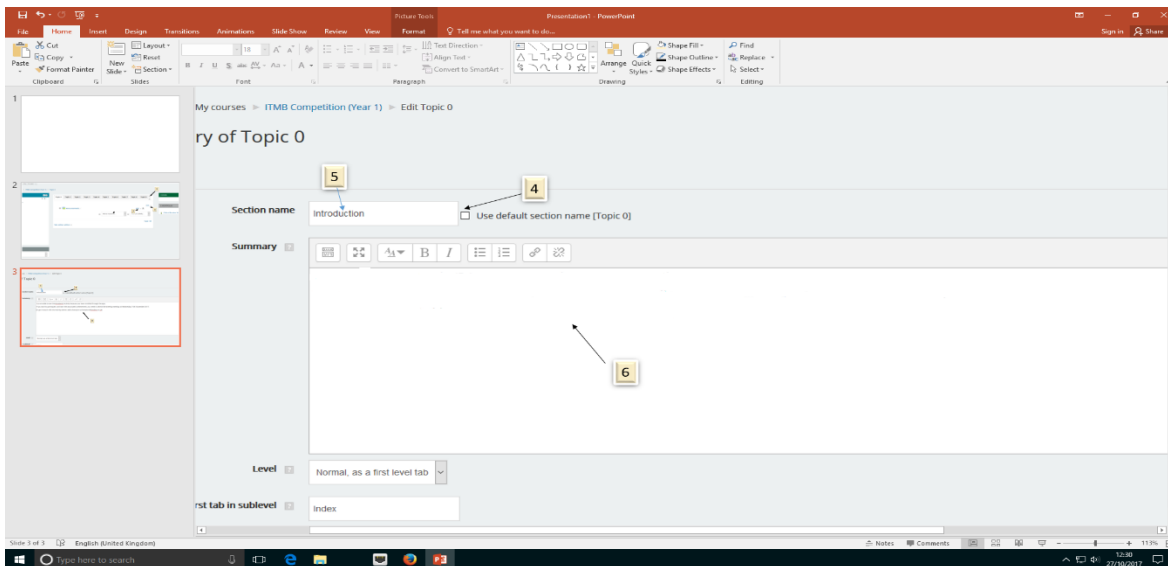 Picture Tools
Presentation1 - PowerPoint
File Home Insert Design Transitions Animations Slide Show Review View Format Tell me what you want to do... Sign in Share
Paste
Cut
Copy
Format Painter
Clipboard
New Slide
Layout
Reset
Section
Slides
18
Font
Text Direction
Align Text
Convert to SmartArt
Paragraph
Arrange
Quick Styles
Shape Fill
Shape Outline
Shape Effects
Drawing
Find
Replace
Select
Editing
1
2
3
My courses ITMB Competition (Year 1) Edit Topic 0
ry of Topic 0
5
4
Section name Introduction Use default section name [Topic 0]
Summary B I
6
Level Normal, as a first level tab
rst tab in sublevel Index
Slide 3 of 3 English (United Kingdom) Notes Comments 113%
Type here to search 12:30
27/10/2017